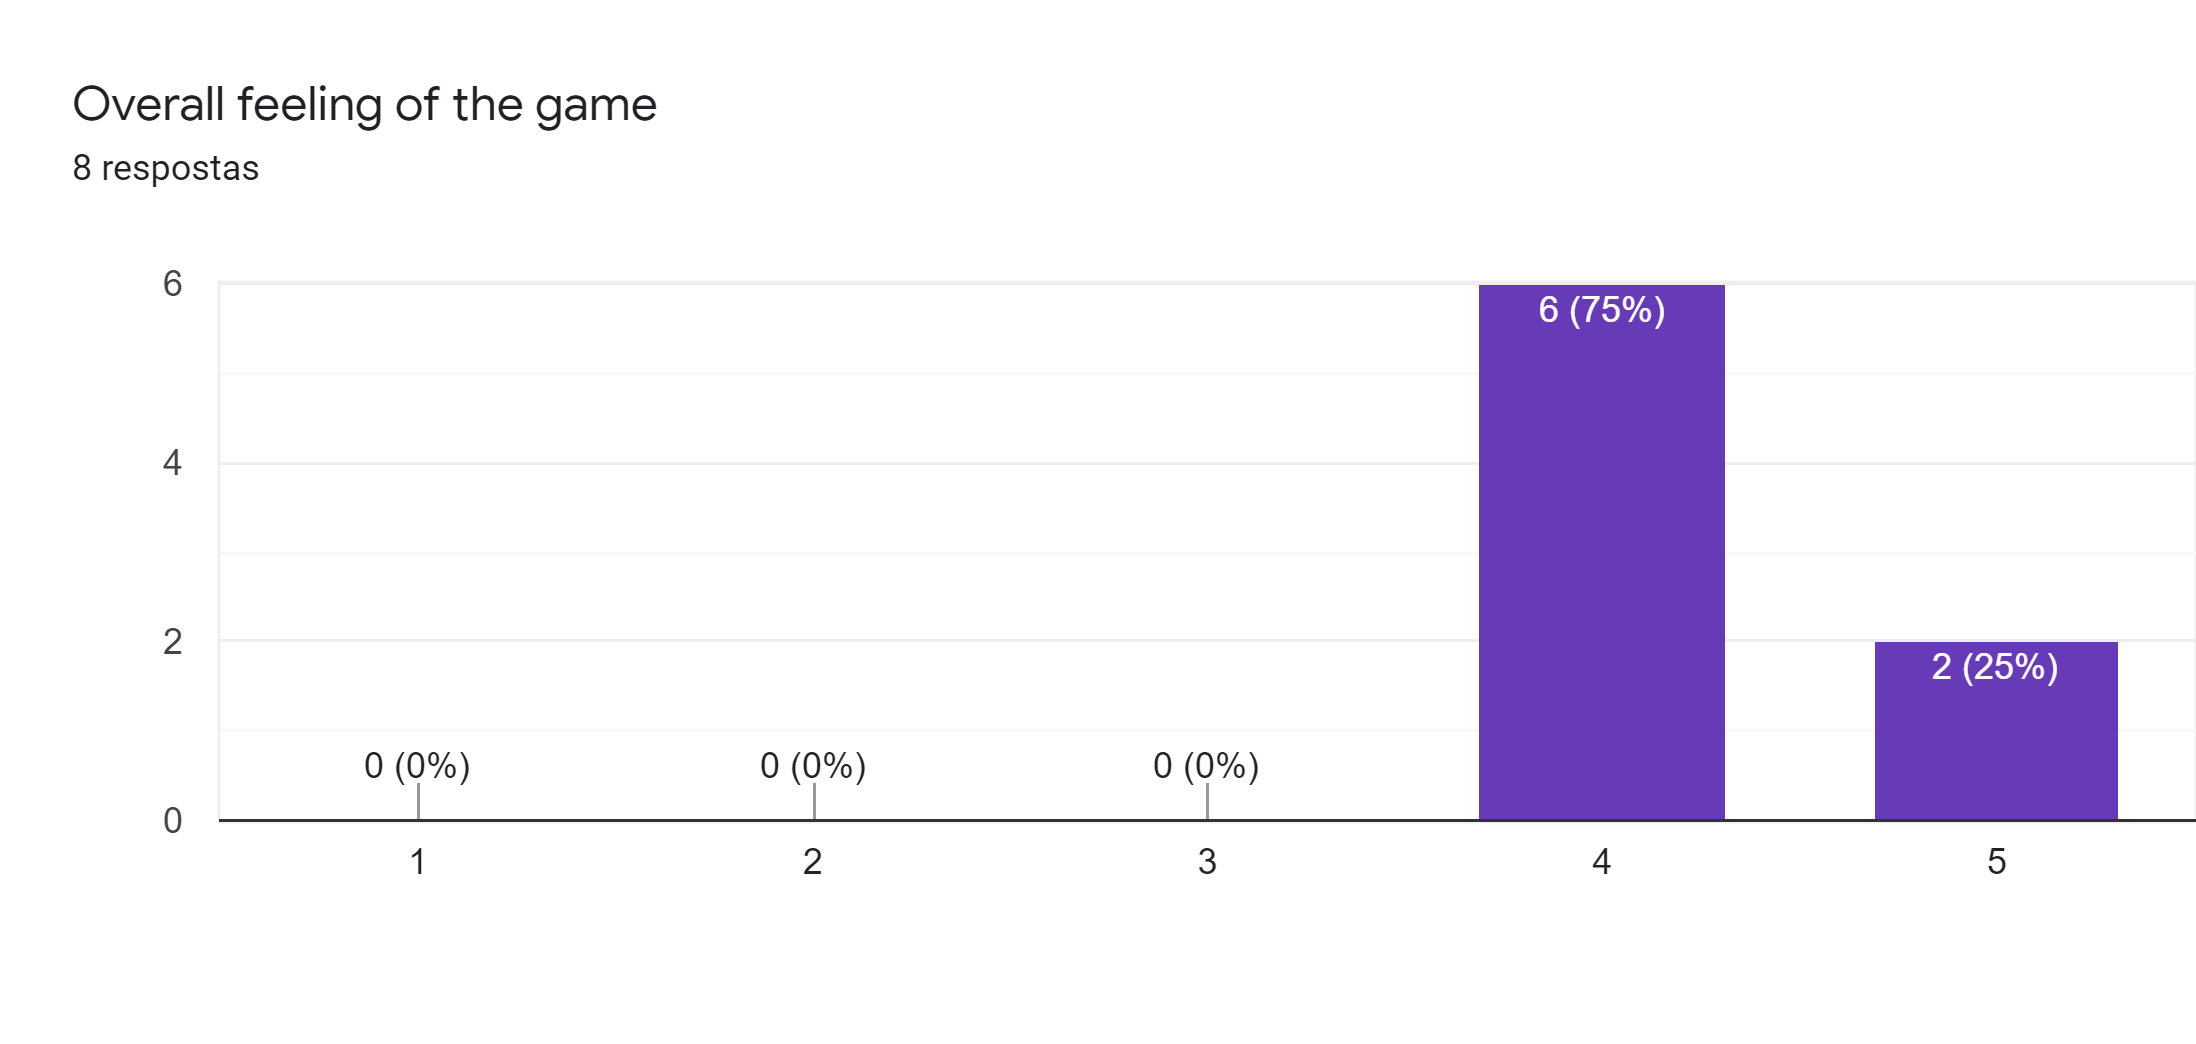 Overall feeling of the game
8 respostas
6
6 (75%)
4
2
2 (25%)
0 (0%) 0 (0%) 0 (0%)
0
1 2 3 4 5